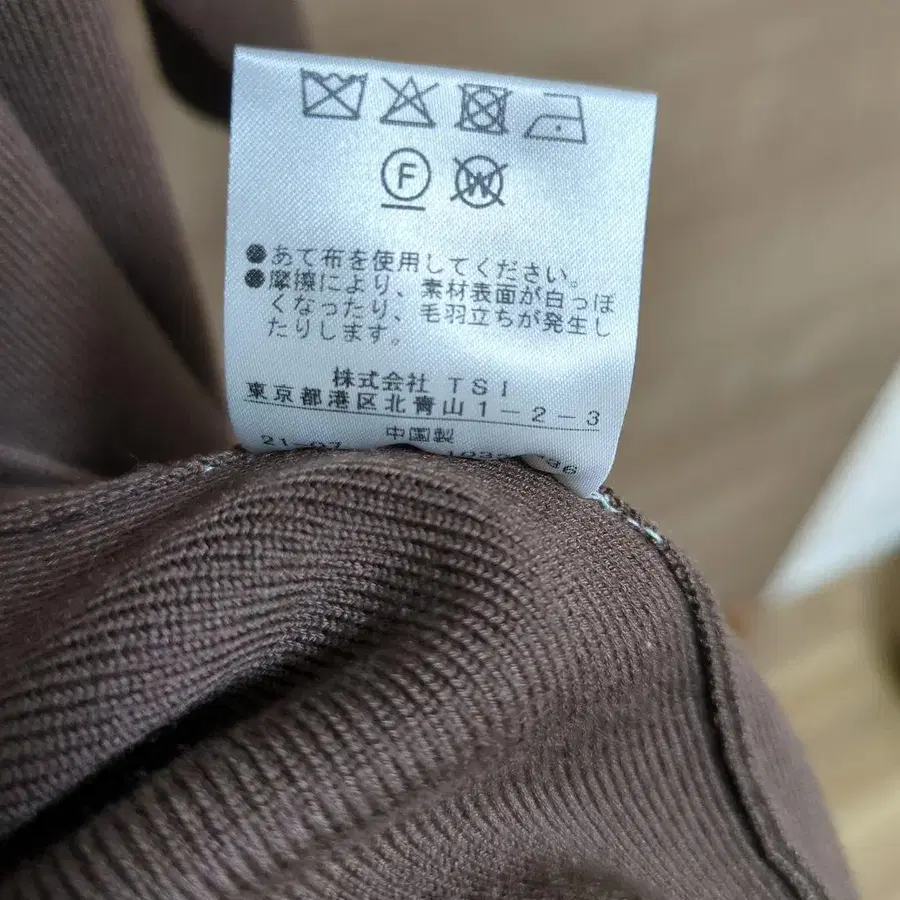 F W
●あて布を使用してください。
●摩擦により、素材表面が白っぽ
くなったり、毛羽立ちが発生し
たりします。
株式会社 TSI
東京都港区北青山1-2-3
中國製